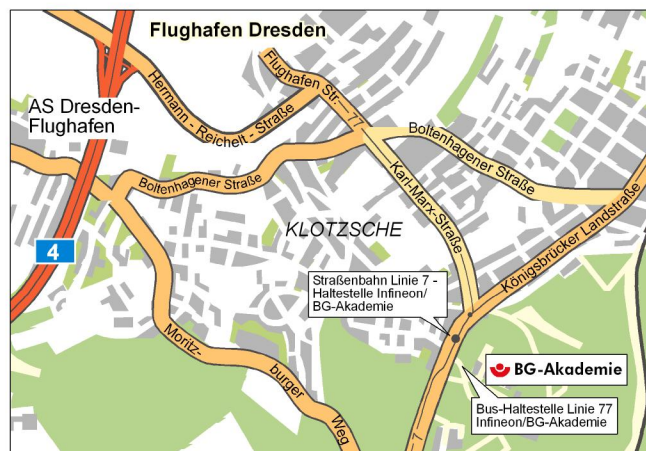 Flughafen Dresden
Flughafen Str.
77
Hermann - Reichelt - Straße
AS Dresden-
Flughafen
Boltenhagener Straße
Boltenhagener Straße
Karl-Marx-Straße
Königsbrücker Landstraße
KLOTZSCHE
4
Straßenbahn Linie 7 -
Haltestelle Infineon/
BG-Akademie
Moritz-
burger
Weg
BG-Akademie
Bus-Haltestelle Linie 77
Infineon/BG-Akademie
7